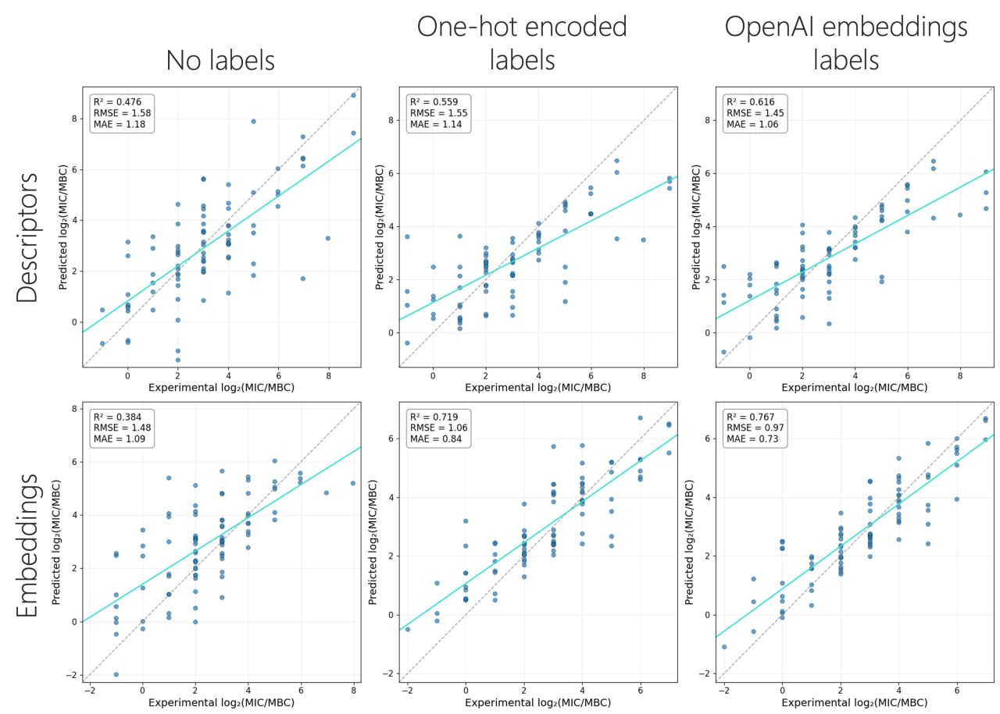 No labels
One-hot encoded
labels
OpenAI embeddings
labels
Descriptors
R² = 0.476
RMSE = 1.58
MAE = 1.18
Predicted log₂(MIC/MBC)
8
6
4
2
0
0
2
4
6
8
Experimental log₂(MIC/MBC)
R² = 0.559
RMSE = 1.55
MAE = 1.14
Predicted log₂(MIC/MBC)
8
6
4
2
0
0
2
4
6
8
Experimental log₂(MIC/MBC)
R² = 0.616
RMSE = 1.45
MAE = 1.06
Predicted log₂(MIC/MBC)
8
6
4
2
0
0
2
4
6
8
Experimental log₂(MIC/MBC)
Embeddings
R² = 0.384
RMSE = 1.48
MAE = 1.09
Predicted log₂(MIC/MBC)
8
6
4
2
0
−2
−2
0
2
4
6
8
Experimental log₂(MIC/MBC)
R² = 0.719
RMSE = 1.06
MAE = 0.84
Predicted log₂(MIC/MBC)
6
4
2
0
−2
−2
0
2
4
6
Experimental log₂(MIC/MBC)
R² = 0.767
RMSE = 0.97
MAE = 0.73
Predicted log₂(MIC/MBC)
6
4
2
0
−2
−2
0
2
4
6
Experimental log₂(MIC/MBC)